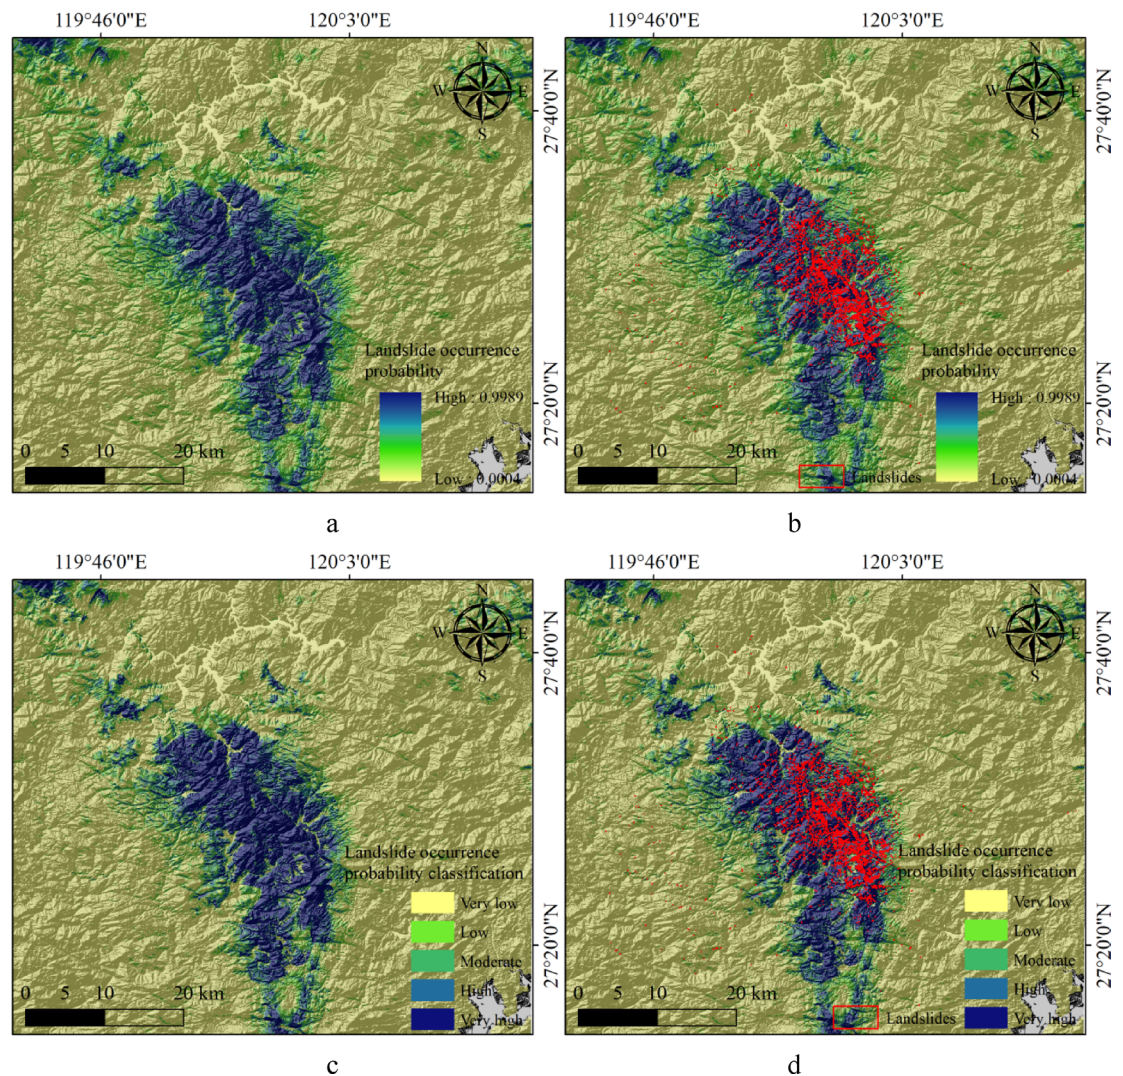 119°46'0"E 120°3'0"E
N
W E
S
27°40'0"N
27°20'0"N
Landslide occurrence
probability
High : 0.9989
Low : 0.0004
0 5 10 20 km
a
119°46'0"E 120°3'0"E
N
W E
S
27°40'0"N
27°20'0"N
Landslide occurrence
probability
High : 0.9989
Low : 0.0004
0 5 10 20 km
Landslides
b
119°46'0"E 120°3'0"E
N
W E
S
27°40'0"N
27°20'0"N
Landslide occurrence
probability classification
Very low
Low
Moderate
High
Very high
0 5 10 20 km
c
119°46'0"E 120°3'0"E
N
W E
S
27°40'0"N
27°20'0"N
Landslide occurrence
probability classification
Very low
Low
Moderate
High
Very high
0 5 10 20 km
Landslides
d